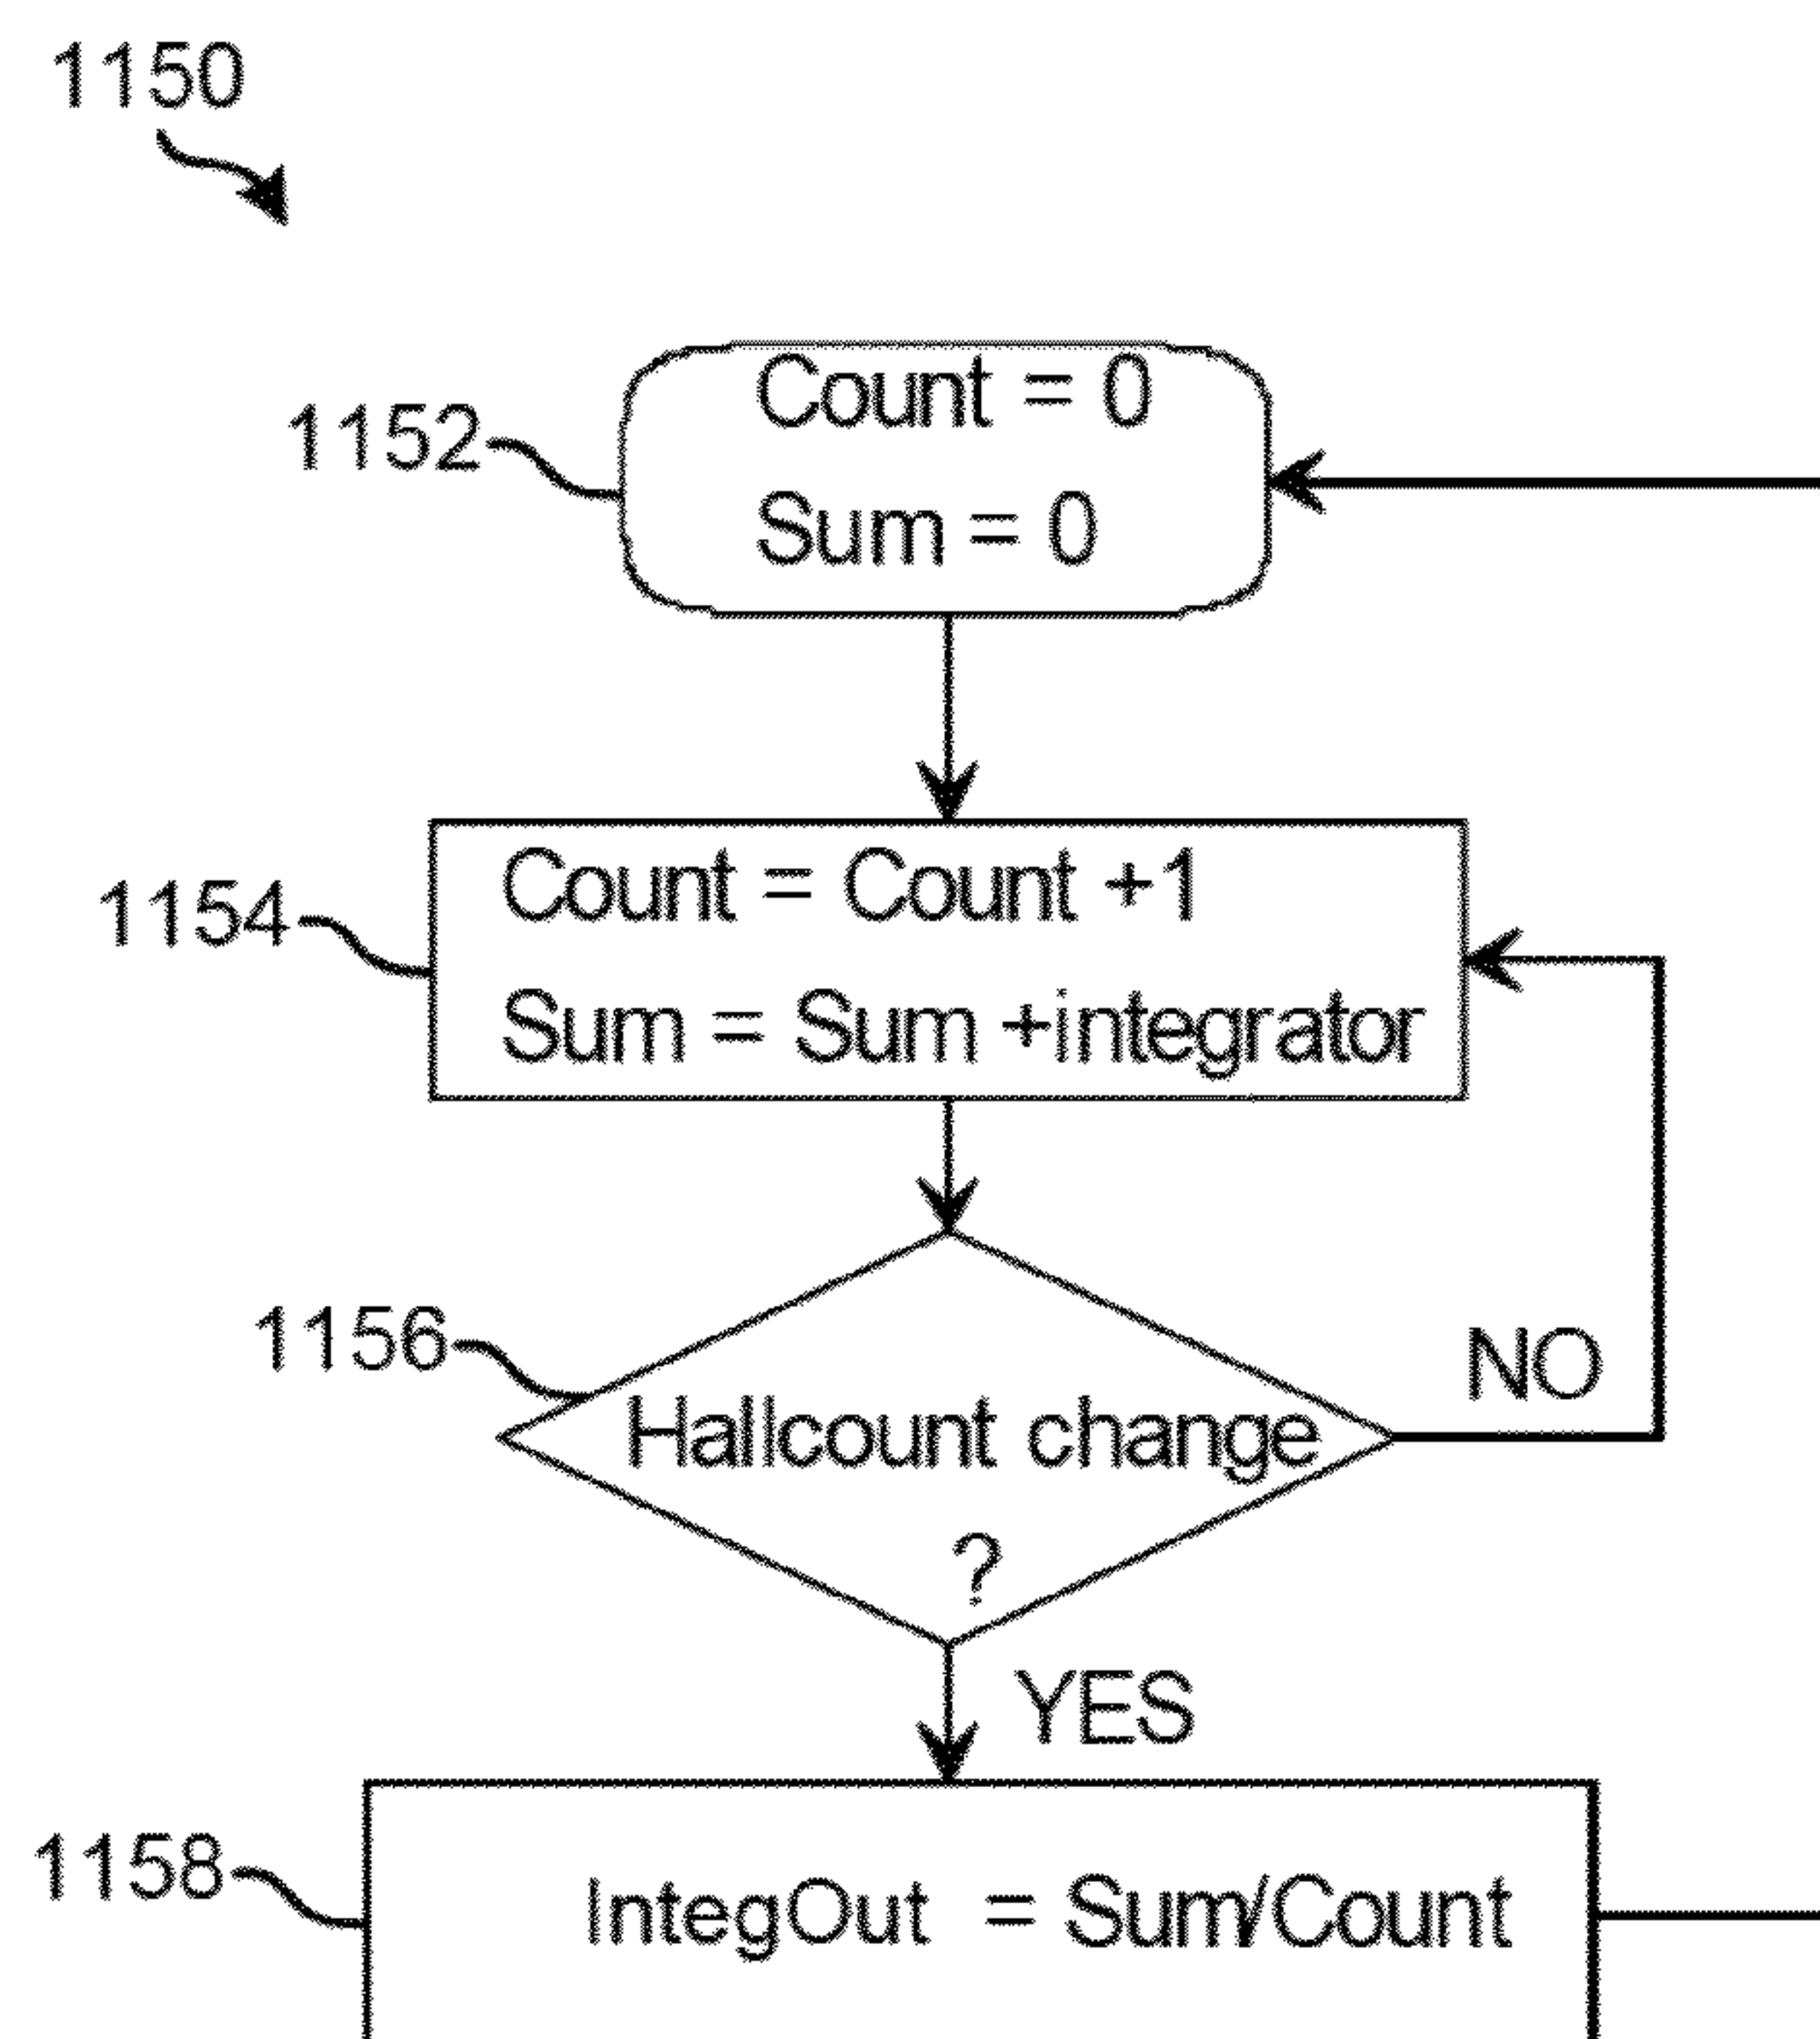 1150
1152
Count = 0
Sum = 0
1154
Count = Count +1
Sum = Sum +integrator
1156
Hallcount change
?
NO
YES
1158
IntegOut = Sum/Count